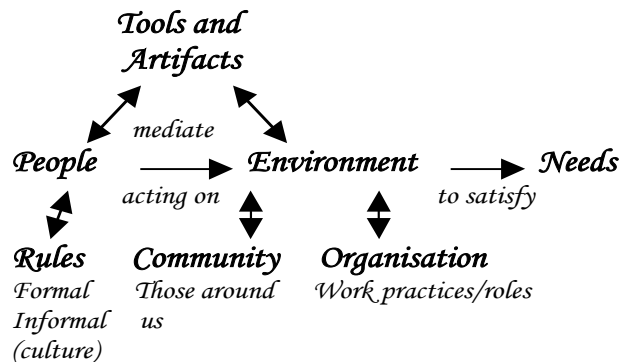 Tools and
Artifacts
mediate
People
Environment
Needs
acting on
to satisfy
Rules
Formal
Informal
(culture)
Community
Those around
us
Organisation
Work practices/roles